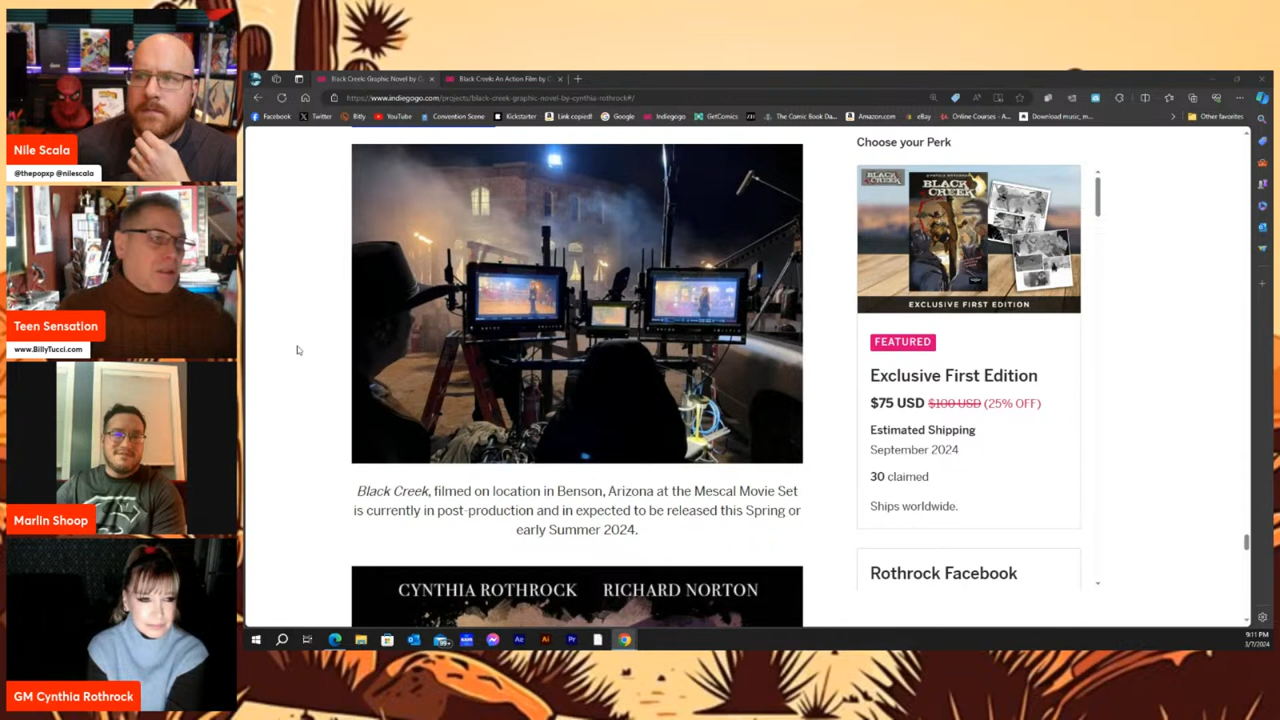 Nile Scala
@thepopxp @nilescala
Teen Sensation
www.BillyTucci.com
Marlin Shoop
GM Cynthia Rothrock
Black Creek: Graphic Novel by C
Black Creek: An Action Film by C
https://www.indiegogo.com/projects/black-creek-graphic-novel-by-cynthia-rothrock#/
Facebook
Twitter
Bitly
YouTube
Convention Scene
Kickstarter
Link copied!
Google
Indiegogo
GetComics
The Comic Book Da...
Amazon.com
eBay
Online Courses - A...
Download music, m...
Other favorites
Black Creek, filmed on location in Benson, Arizona at the Mescal Movie Set
is currently in post-production and in expected to be released this Spring or
early Summer 2024.
CYNTHIA ROTHROCK RICHARD NORTON
Choose your Perk
BLACK CREEK
EXCLUSIVE FIRST EDITION
FEATURED
Exclusive First Edition
$75 USD $100 USD (25% OFF)
Estimated Shipping
September 2024
30 claimed
Ships worldwide.
Rothrock Facebook
99+
Ae
Ai
Pr
9:11 PM
3/7/2024